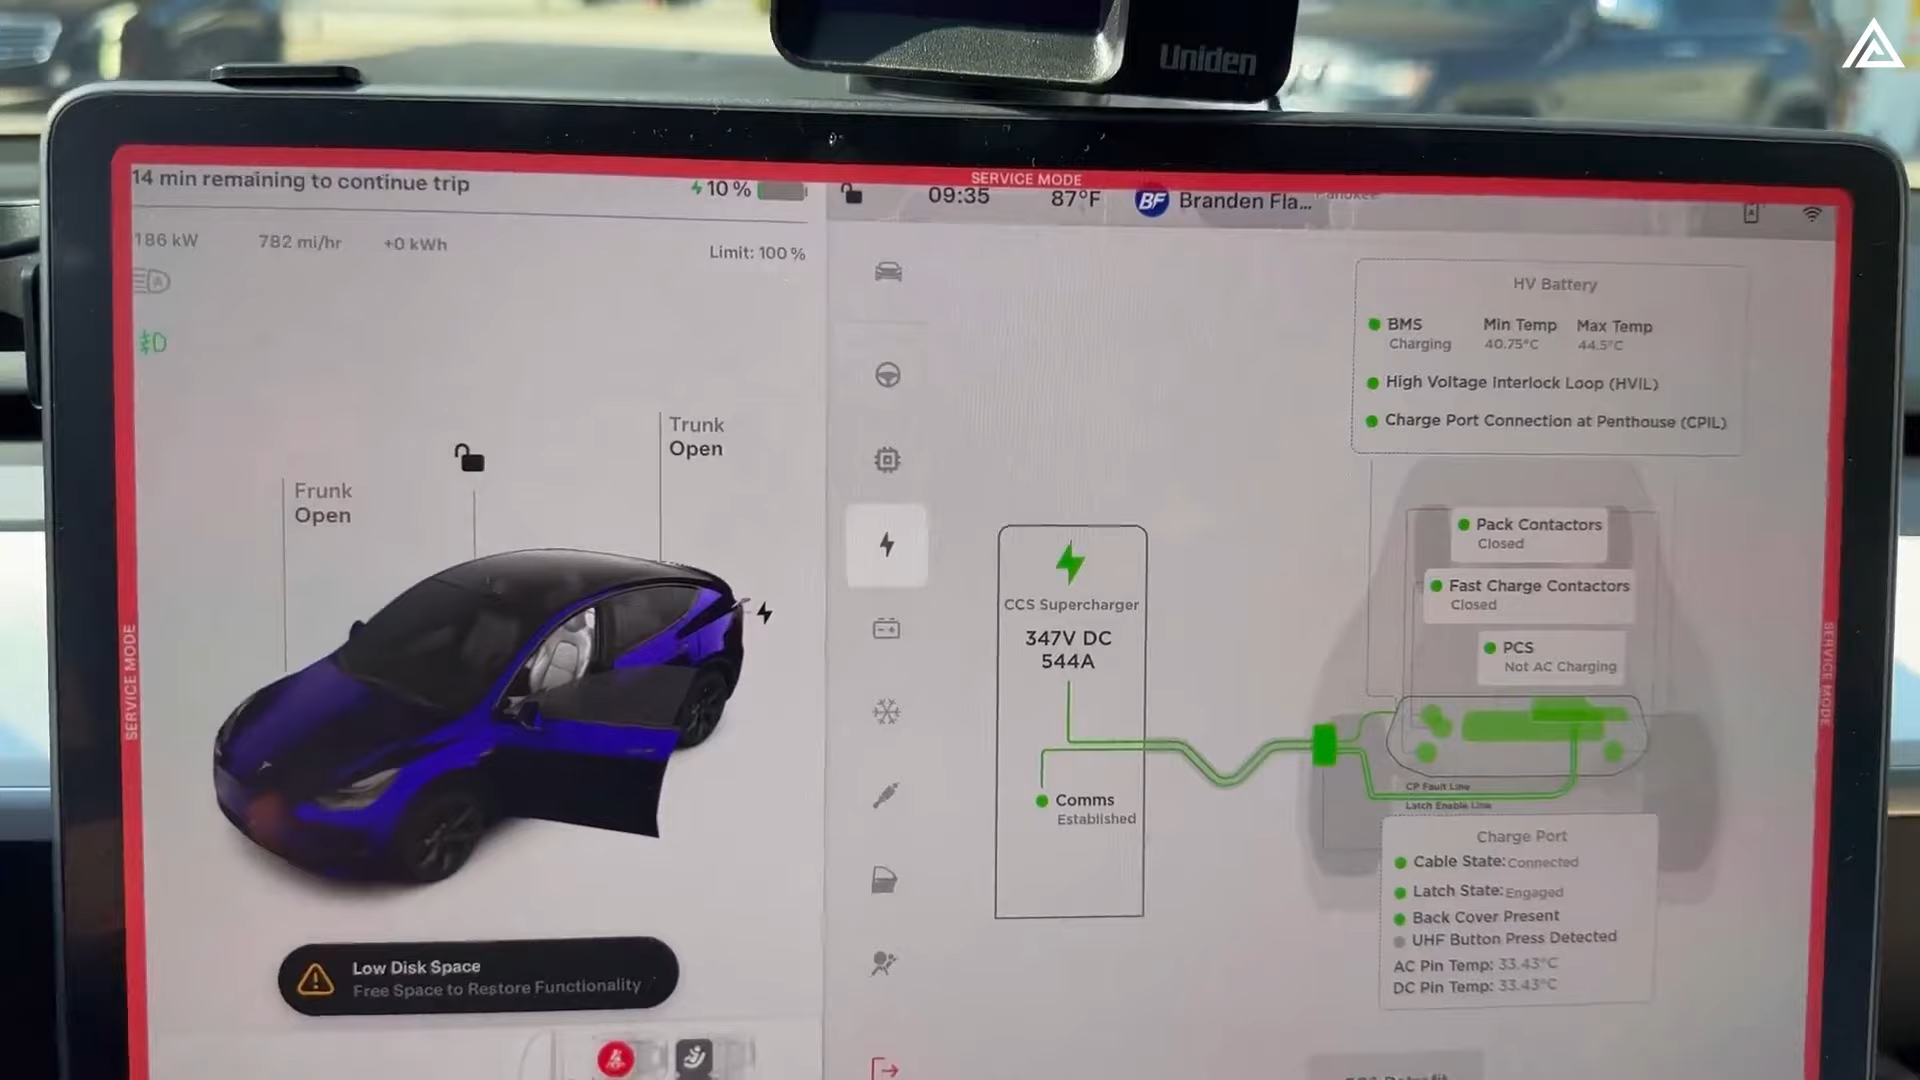 Uniden
SERVICE MODE
14 min remaining to continue trip
10 %
09:35
87°F
BF
Branden Fla...
186 kW
782 mi/hr
+0 kWh
Limit: 100 %
Trunk
Open
Frunk
Open
SERVICE MODE
Low Disk Space
Free Space to Restore Functionality
HV Battery
BMS
Charging
Min Temp
40.75°C
Max Temp
44.5°C
High Voltage Interlock Loop (HVIL)
Charge Port Connection at Penthouse (CPIL)
Pack Contactors
Closed
Fast Charge Contactors
Closed
PCS
Not AC Charging
CCS Supercharger
347V DC
544A
Comms
Established
CP Fault Line
Latch Enable Line
Charge Port
Cable State: Connected
Latch State: Engaged
Back Cover Present
UHF Button Press Detected
AC Pin Temp: 33.43°C
DC Pin Temp: 33.43°C
SERVICE MODE